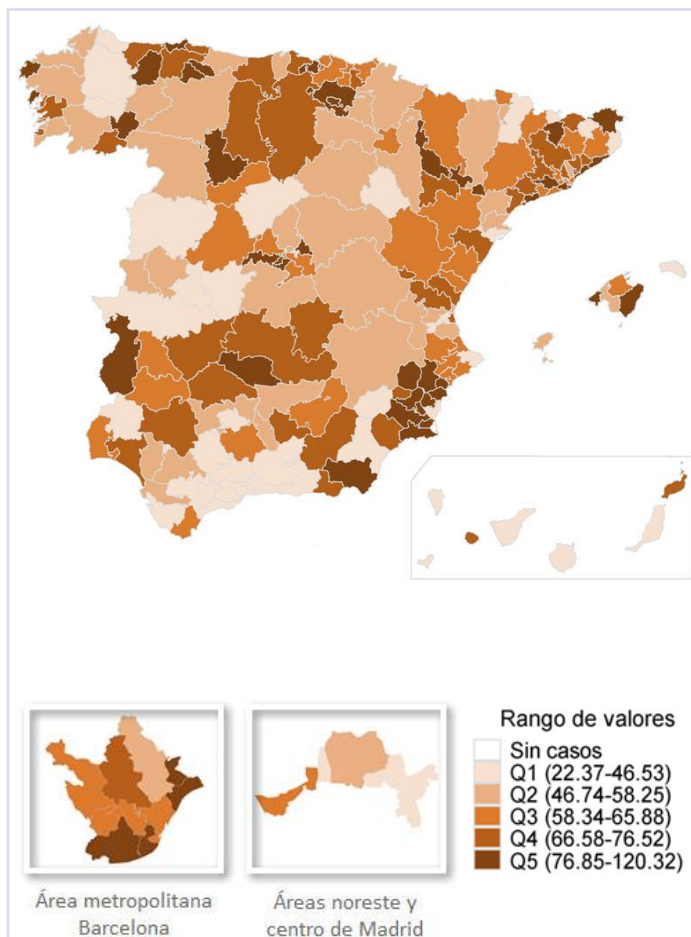 Rango de valores
Sin casos
Q1 (22.37-46.53)
Q2 (46.74-58.25)
Q3 (58.34-65.88)
Q4 (66.58-76.52)
Q5 (76.85-120.32)
Área metropolitana
Barcelona
Áreas noreste y
centro de Madrid